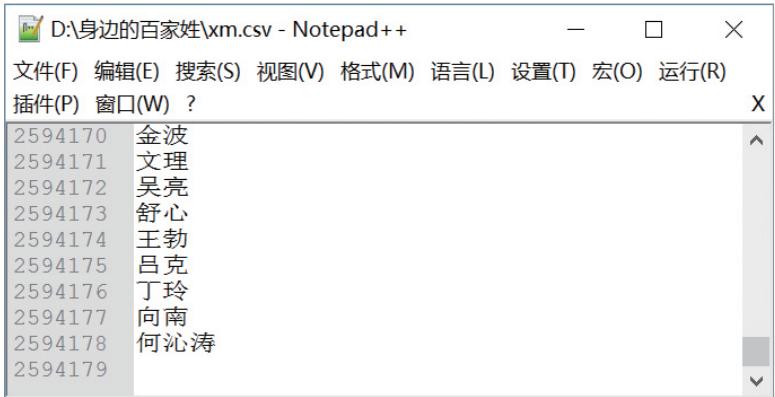 D:\身边的百家姓\xm.csv - Notepad++
文件(F) 编辑(E) 搜索(S) 视图(V) 格式(M) 语言(L) 设置(T) 宏(O) 运行(R)
插件(P) 窗口(W) ? X
2594170 金波
2594171 文理
2594172 吴亮
2594173 舒心
2594174 王勃
2594175 吕克
2594176 丁玲
2594177 向南
2594178 何沁涛
2594179